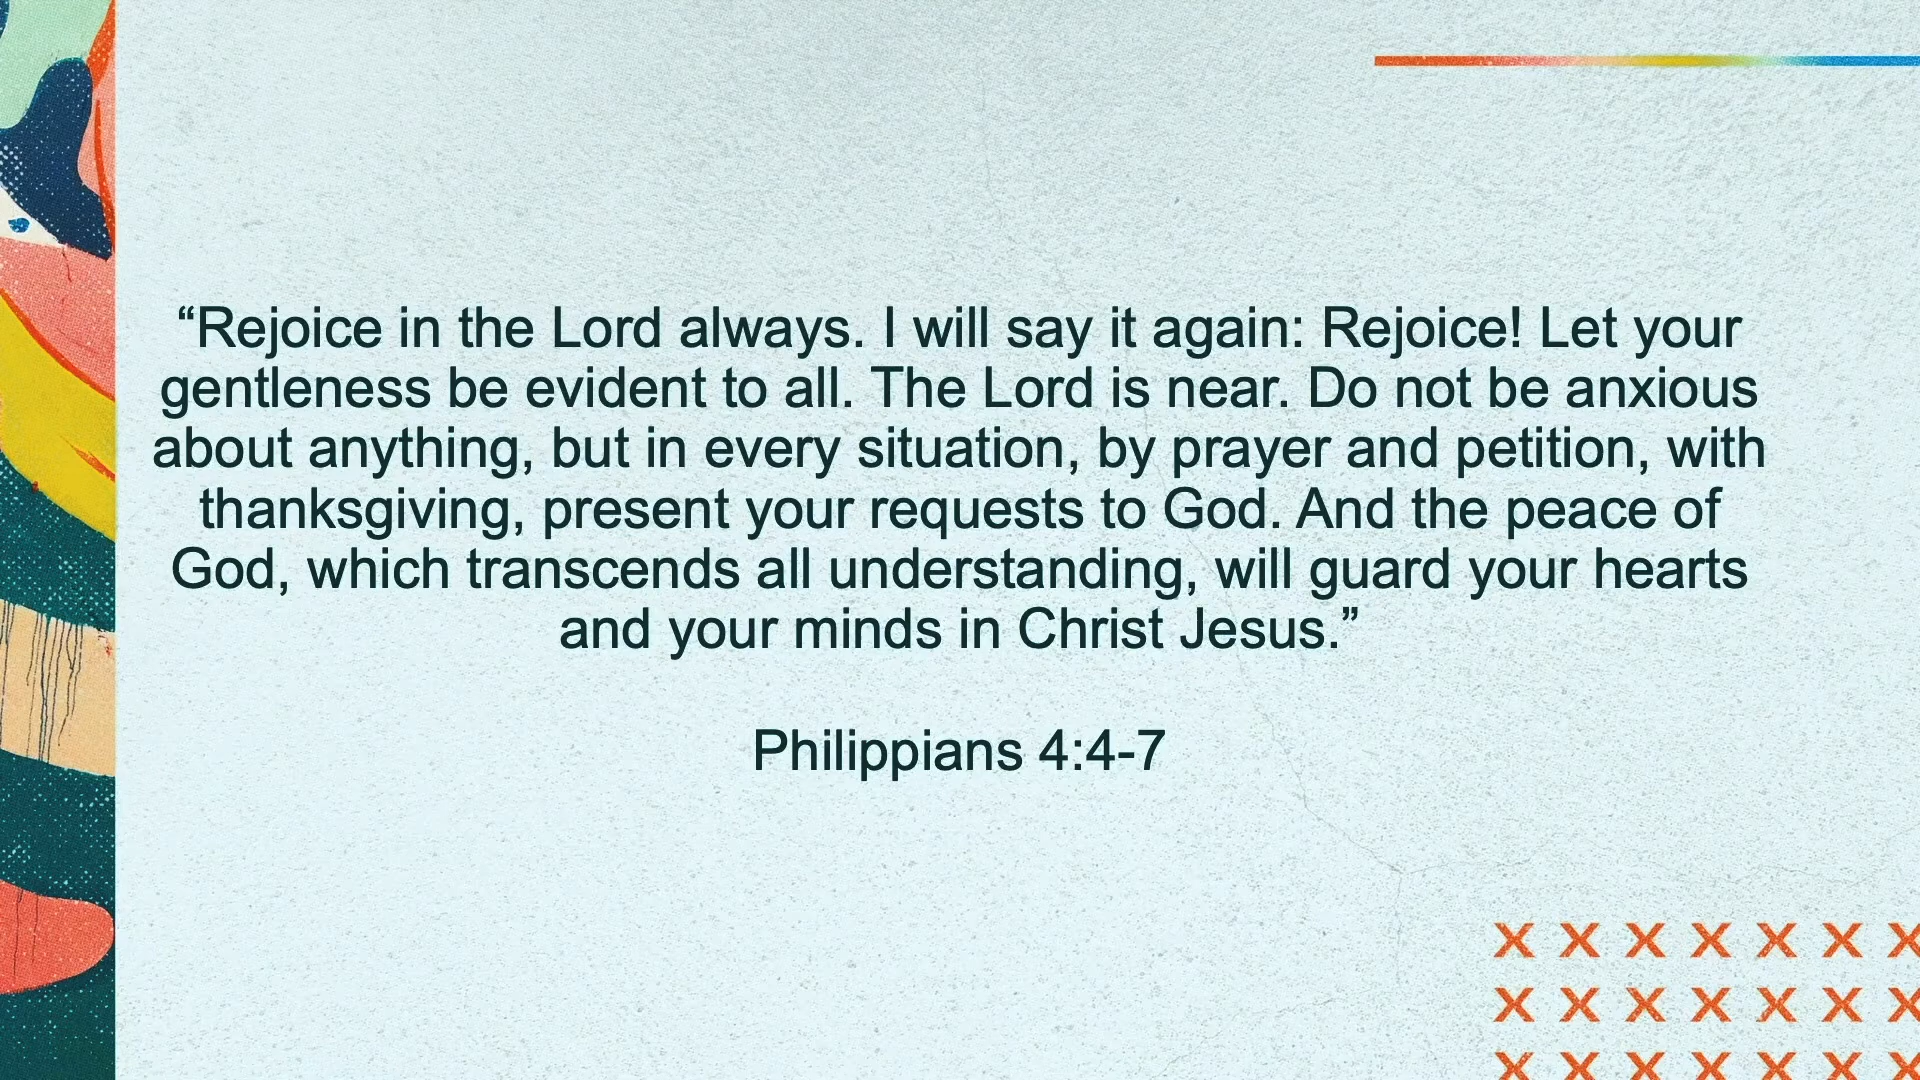 “Rejoice in the Lord always. I will say it again: Rejoice! Let your
gentleness be evident to all. The Lord is near. Do not be anxious
about anything, but in every situation, by prayer and petition, with
thanksgiving, present your requests to God. And the peace of
God, which transcends all understanding, will guard your hearts
and your minds in Christ Jesus.”
Philippians 4:4-7